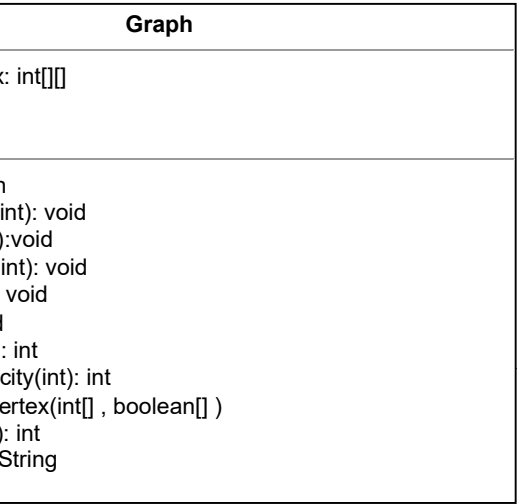 Graph
x: int[][]
n
int): void
):void
int): void
void
d
: int
city(int): int
ertex(int[] , boolean[] )
): int
String